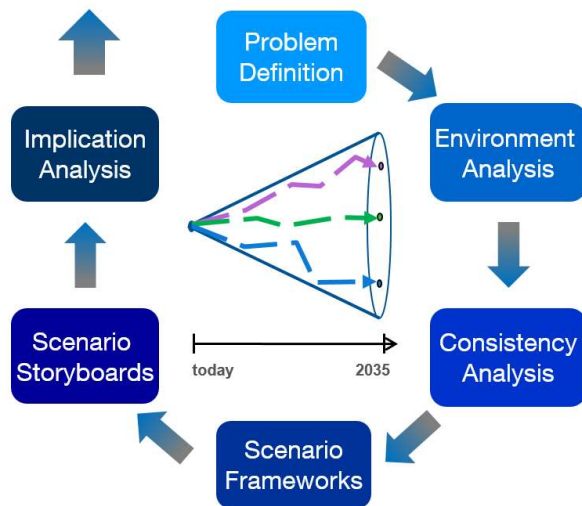 Problem
Definition
Environment
Analysis
Consistency
Analysis
Scenario
Frameworks
Scenario
Storyboards
Implication
Analysis
today
2035